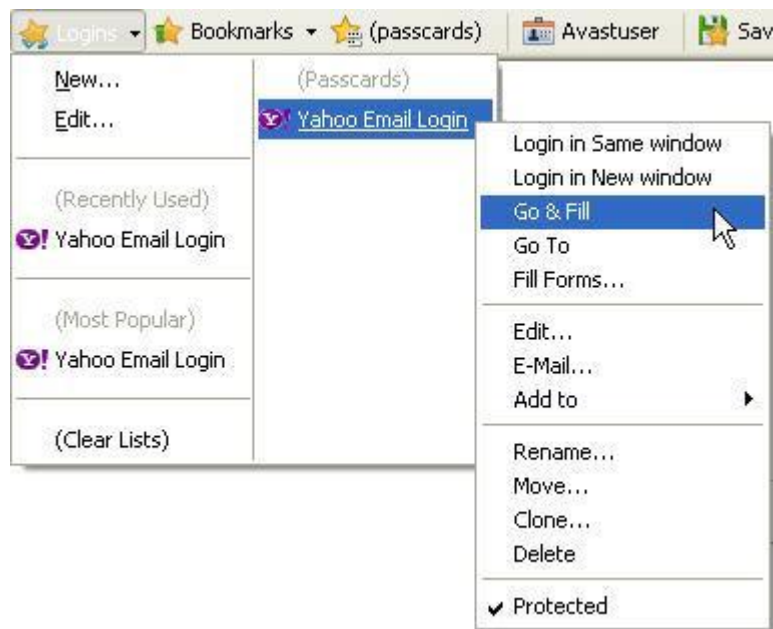 Logins Bookmarks (passcards) Avastuser Sav
New...
Edit...
(Recently Used)
Yahoo Email Login
(Most Popular)
Yahoo Email Login
(Clear Lists)
(Passcards)
Yahoo Email Login
Login in Same window
Login in New window
Go & Fill
Go To
Fill Forms...
Edit...
E-Mail...
Add to
Rename...
Move...
Clone...
Delete
Protected